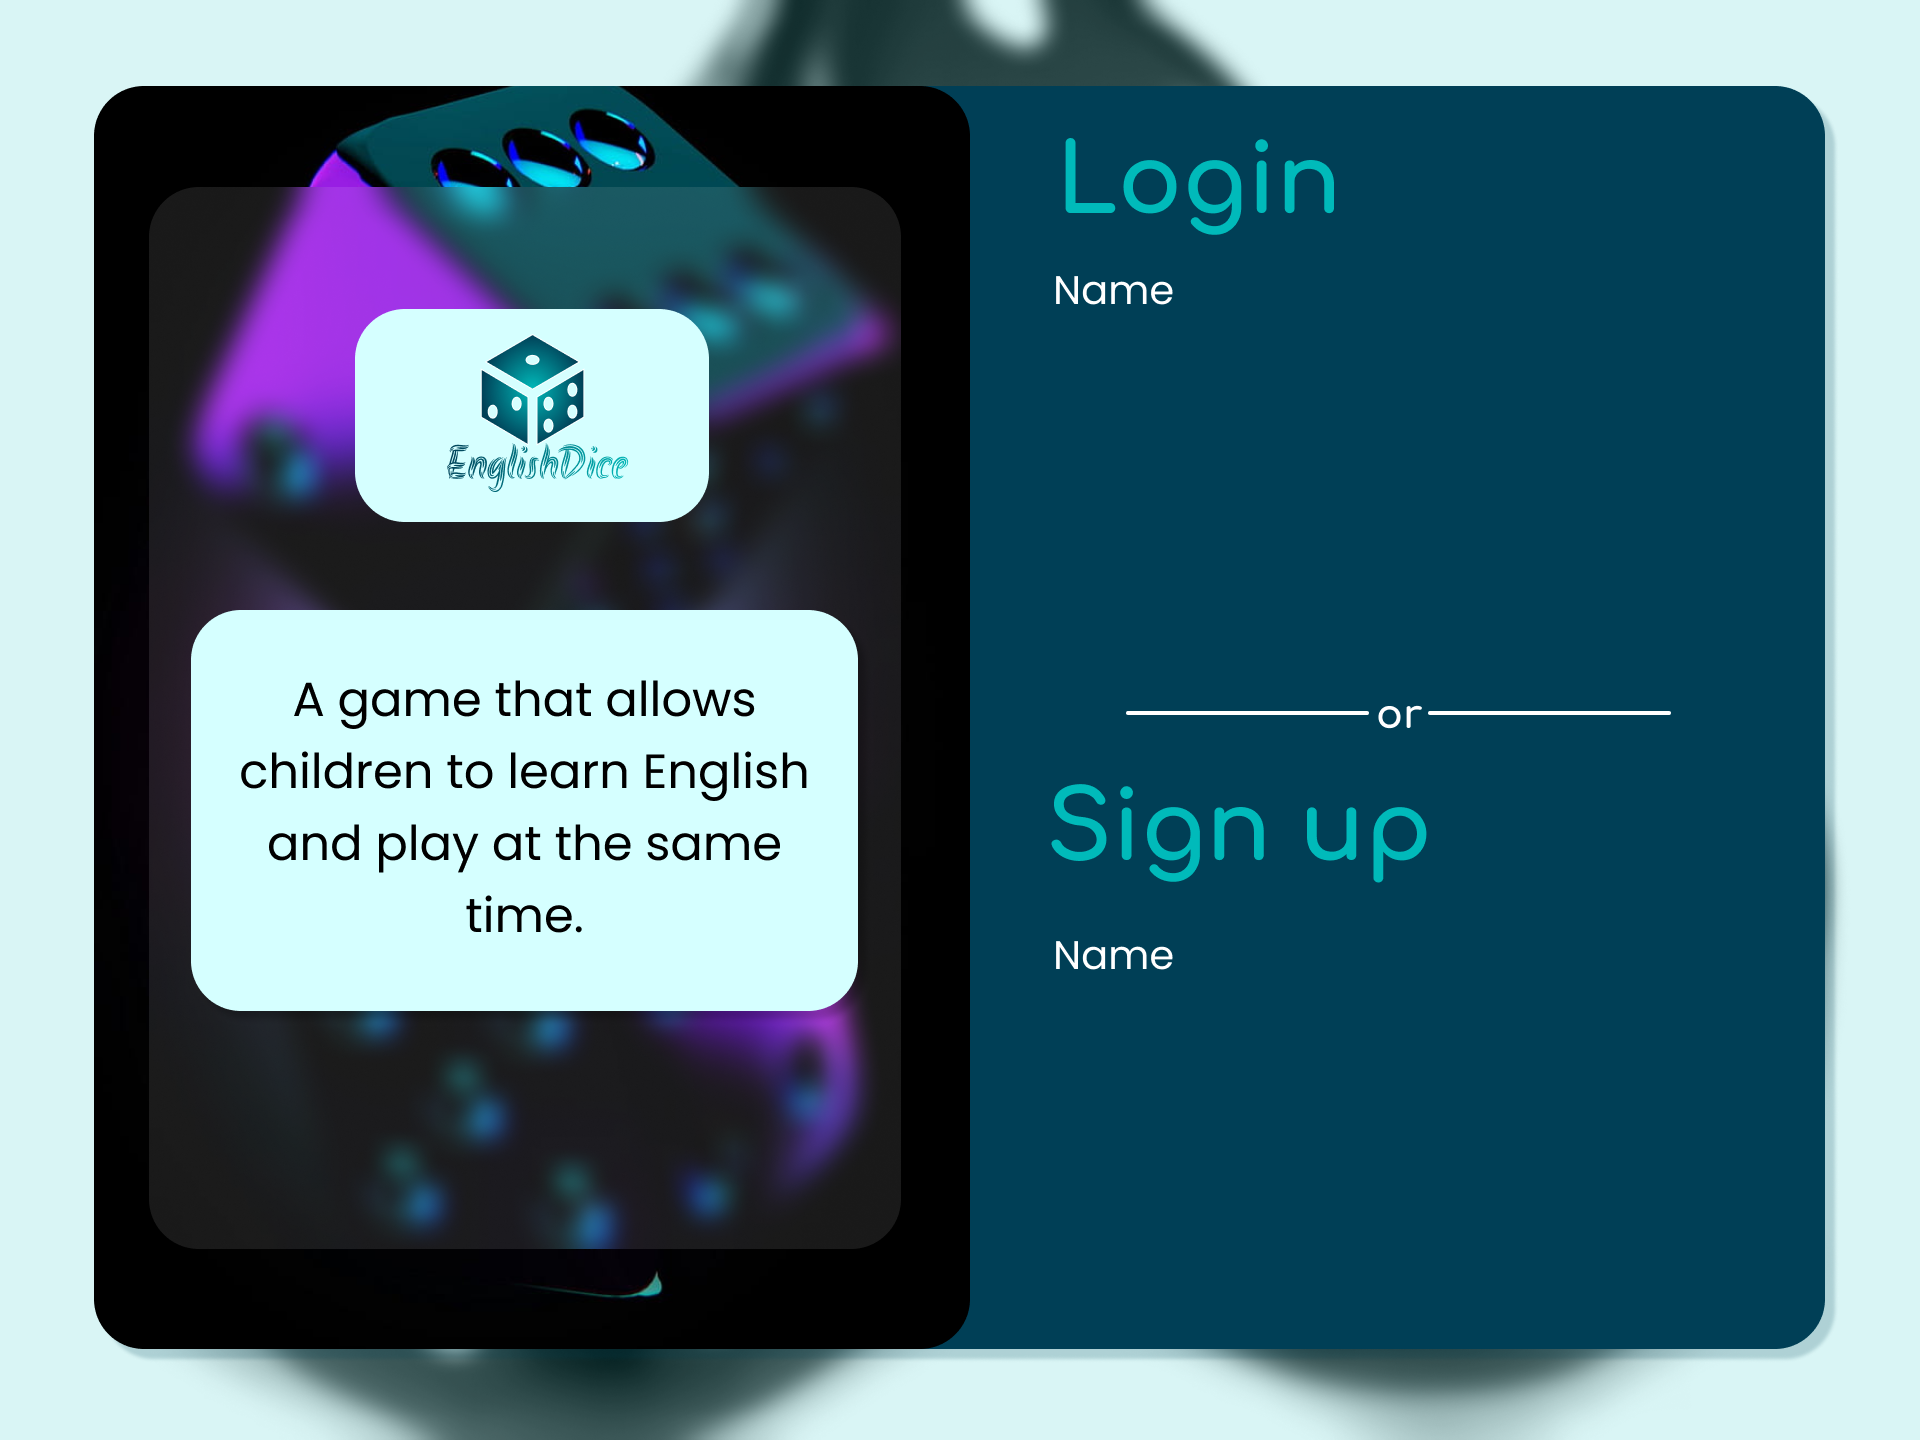 EnglishDice
A game that allows
children to learn English
and play at the same
time.
Login
Name
or
Sign up
Name